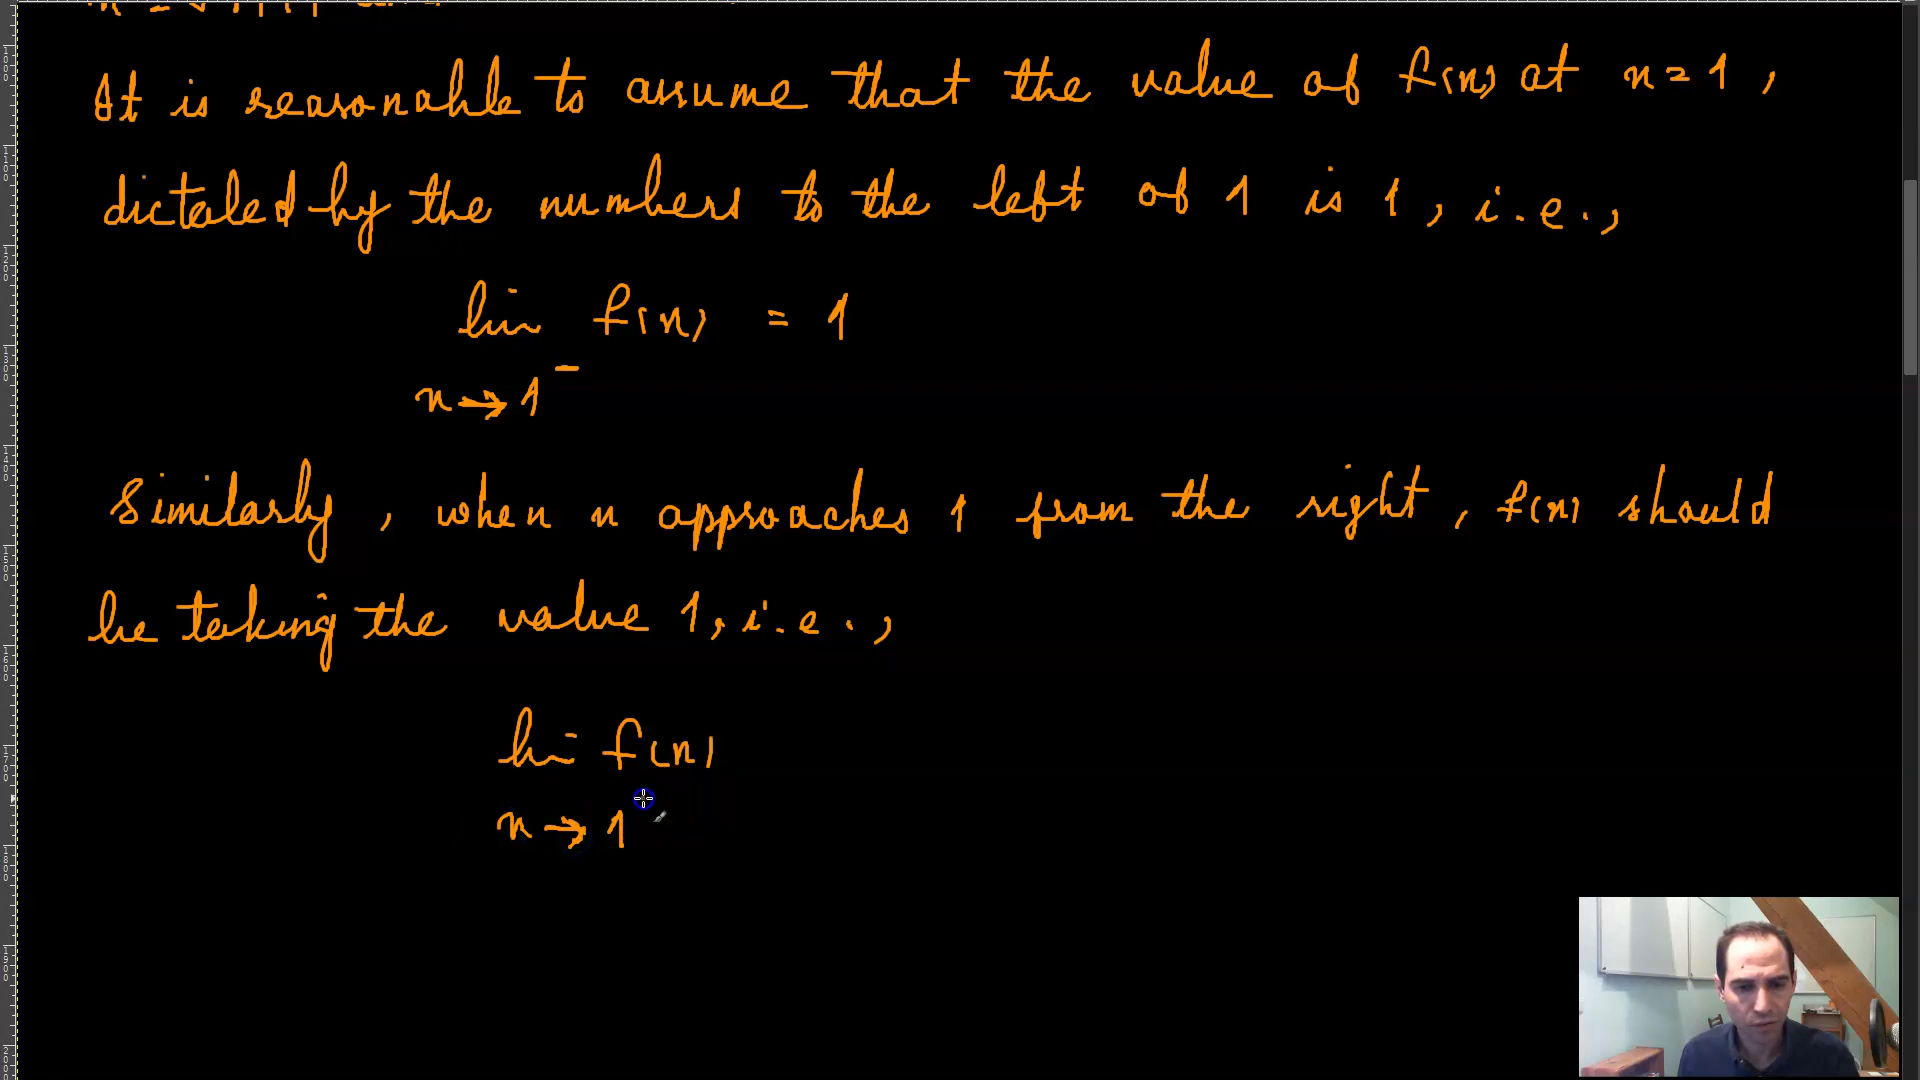 It is reasonable to assume that the value of f(x) at x = 1,
dictated by the numbers to the left of 1 is 1, i.e.,
lim f(x) = 1
x → 1⁻
Similarly, when x approaches 1 from the right, f(x) should
be taking the value 1, i.e.,
lim f(x)
x → 1